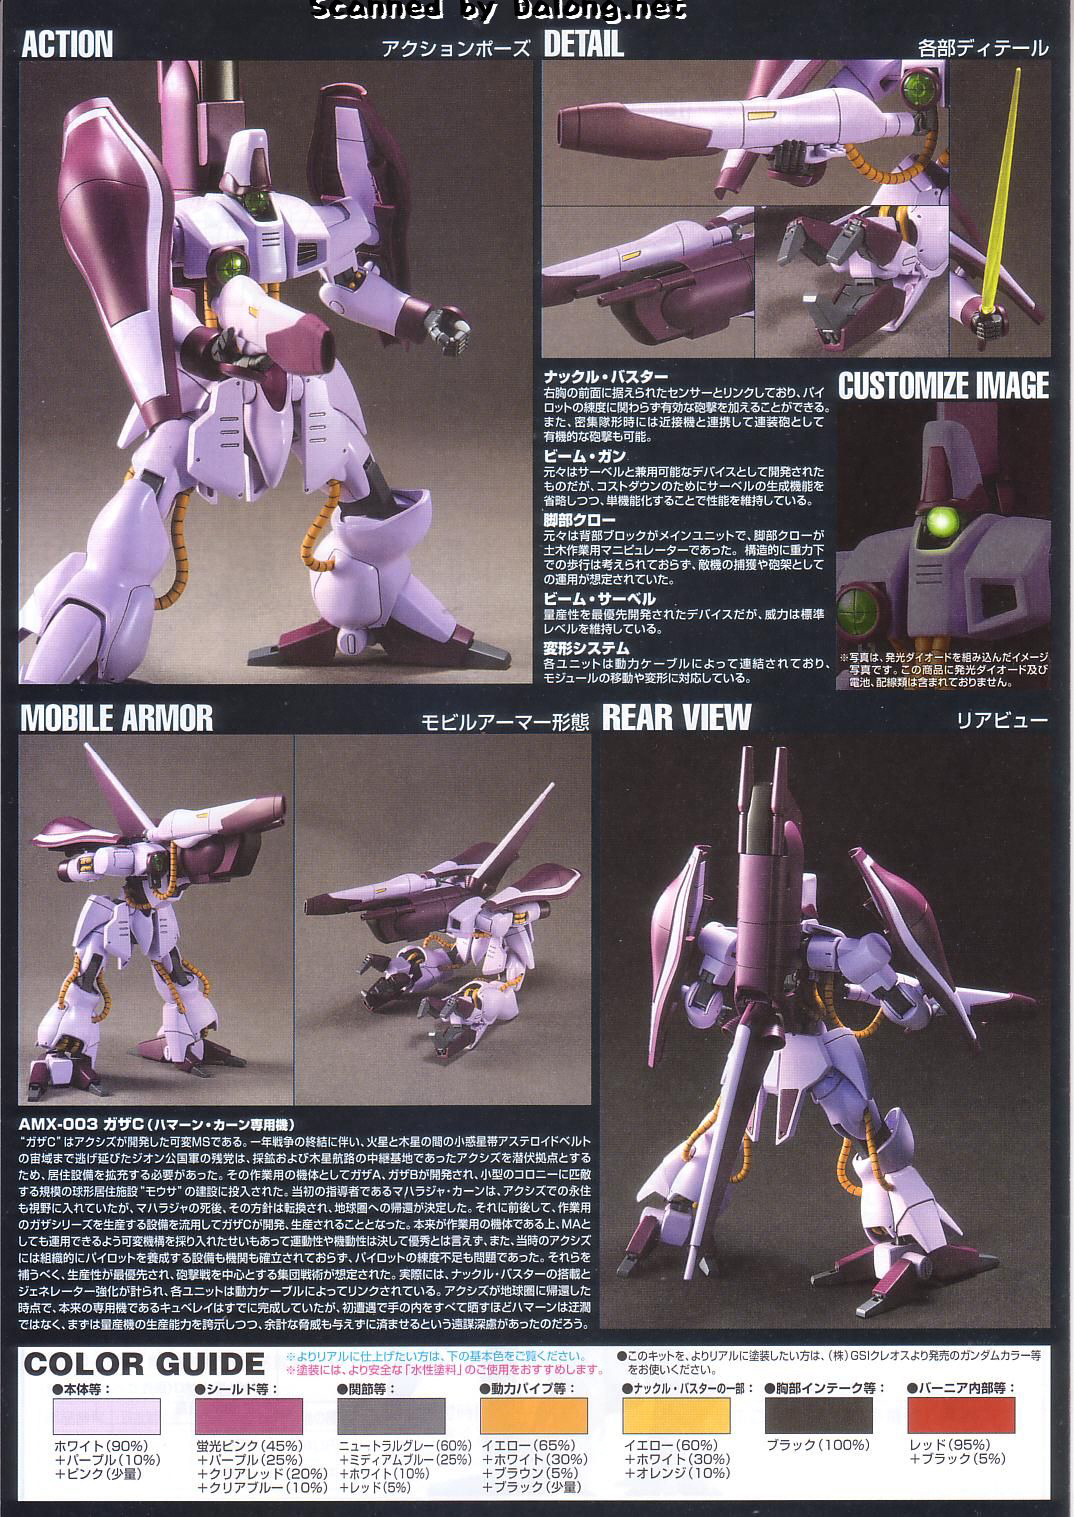 Scanned by Dalong.net
ACTION
アクションポーズ
DETAIL
各部ディテール
ナックル・バスター
右胸の前面に据えられたセンサーとリンクしており、パイ
ロットの練度に関わらず有効な砲撃を加えることができる。
また、密集隊形時には近接機と連携して連装砲として
有機的な砲撃も可能。
ビーム・ガン
元々はサーベルと兼用可能なデバイスとして開発された
ものだが、コストダウンのためにサーベルの生成機能を
省略しつつ、単機能化することで性能を維持している。
脚部クロー
元々は背部ブロックがメインユニットで、脚部クローが
土木作業用マニピュレーターであった。構造的に重力下
での歩行は考えられておらず、敵機の捕獲や砲架として
の運用が想定されていた。
ビーム・サーベル
量産性を最優先開発されたデバイスだが、威力は標準
レベルを維持している。
変形システム
各ユニットは動力ケーブルによって連結されており、
モジュールの移動や変形に対応している。
CUSTOMIZE IMAGE
※写真は、発光ダイオードを組み込んだイメージ
写真です。この商品に発光ダイオード及び
電池、配線類は含まれておりません。
MOBILE ARMOR
モビルアーマー形態
REAR VIEW
リアビュー
AMX-003 ガザC(ハマーン・カーン専用機)
"ガザC"はアクシズが開発した可変MSである。一年戦争の終結に伴い、火星と木星の間の小惑星帯アステロイドベルト
の宙域まで逃げ延びたジオン公国軍の残党は、採鉱および木星航路の中継基地であったアクシズを潜伏拠点とする
ため、居住設備を拡充する必要があった。その作業用の機体としてガザA、ガザBが開発され、小型のコロニーに匹敵
する規模の球形居住施設"モウサ"の建設に投入された。当初の指導者であるマハラジャ・カーンは、アクシズでの永住
も視野に入れていたが、マハラジャの死後、その方針は転換され、地球圏への帰還が決定した。それに前後して、作業用
のガザシリーズを生産する設備を流用してガザCが開発、生産されることとなった。本来が作業用の機体である上、MAと
しても運用できるよう可変機構を採り入れたせいもあって運動性や機動性は決して優秀とは言えず、また、当時のアクシズ
には組織的にパイロットを養成する設備も機関も確立されておらず、パイロットの練度不足も問題であった。それらを
補うべく、生産性が最優先され、砲撃戦を中心とする集団戦術が想定された。実際には、ナックル・バスターの搭載と
ジェネレーター強化が計られ、各ユニットは動力ケーブルによってリンクされている。アクシズが地球圏に帰還した
時点で、本来の専用機であるキュベレイはすでに完成していたが、初遭遇で手の内をすべて晒すほどハマーンは迂闊
ではなく、まずは量産機の生産能力を誇示しつつ、余計な脅威も与えずに済ませるという遠謀深慮があったのだろう。
COLOR GUIDE
※よりリアルに仕上げたい方は、下の基本色をご覧ください。
※塗装には、より安全な「水性塗料」のご使用をおすすめします。
●このキットを、よりリアルに塗装したい方は、(株)GSIクレオスより発売のガンダムカラー等
をお使いください。
●本体等:
ホワイト(90%)
+パープル(10%)
+ピンク(少量)
●シールド等:
蛍光ピンク(45%)
+パープル(25%)
+クリアレッド(20%)
+クリアブルー(10%)
●関節等:
ニュートラルグレー(60%)
+ミディアムブルー(25%)
+ホワイト(10%)
+レッド(5%)
●動力パイプ等:
イエロー(65%)
+ホワイト(30%)
+ブラウン(5%)
+ブラック(少量)
●ナックル・バスターの一部:
イエロー(60%)
+ホワイト(30%)
+オレンジ(10%)
●胸部インテーク等:
ブラック(100%)
●バーニア内部等:
レッド(95%)
+ブラック(5%)